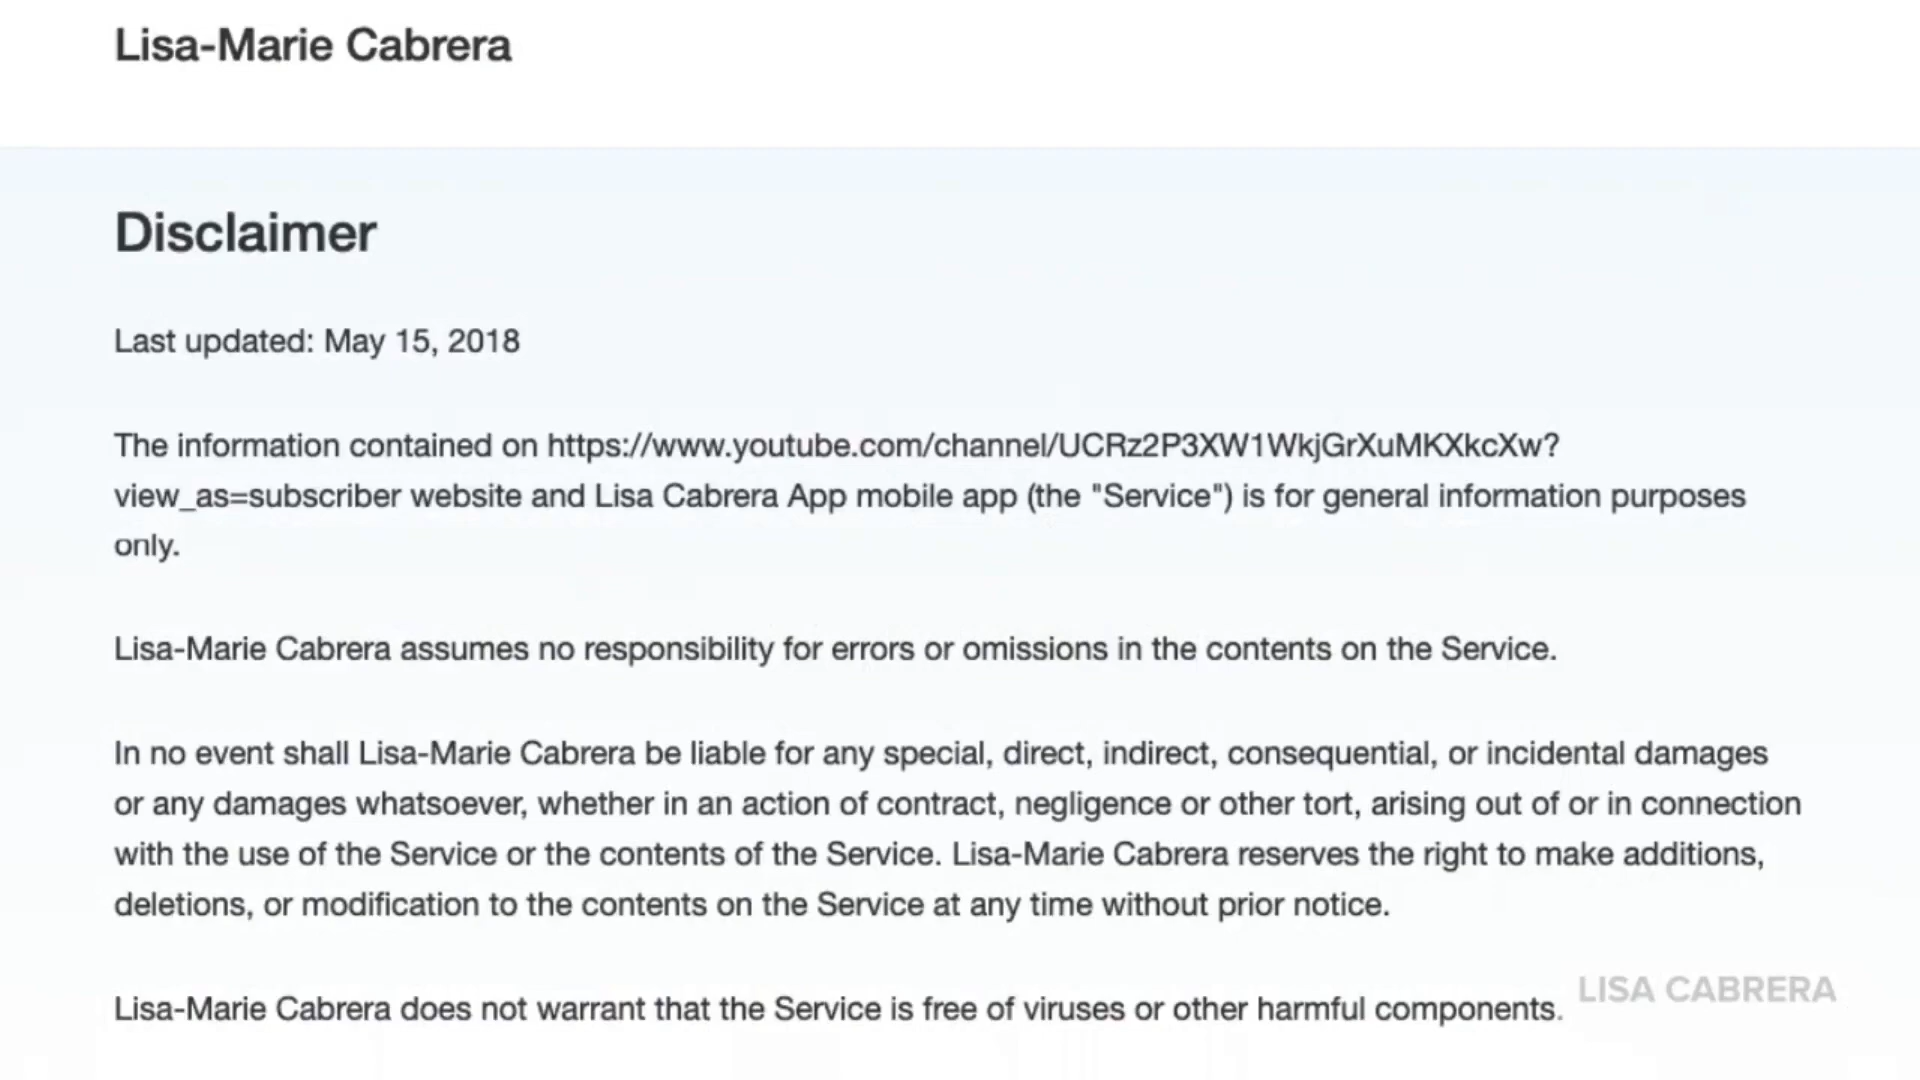 Lisa-Marie Cabrera
Disclaimer
Last updated: May 15, 2018
The information contained on https://www.youtube.com/channel/UCRz2P3XW1WkjGrXuMKXkcXw?
view_as=subscriber website and Lisa Cabrera App mobile app (the "Service") is for general information purposes
only.
Lisa-Marie Cabrera assumes no responsibility for errors or omissions in the contents on the Service.
In no event shall Lisa-Marie Cabrera be liable for any special, direct, indirect, consequential, or incidental damages
or any damages whatsoever, whether in an action of contract, negligence or other tort, arising out of or in connection
with the use of the Service or the contents of the Service. Lisa-Marie Cabrera reserves the right to make additions,
deletions, or modification to the contents on the Service at any time without prior notice.
Lisa-Marie Cabrera does not warrant that the Service is free of viruses or other harmful components.
LISA CABRERA